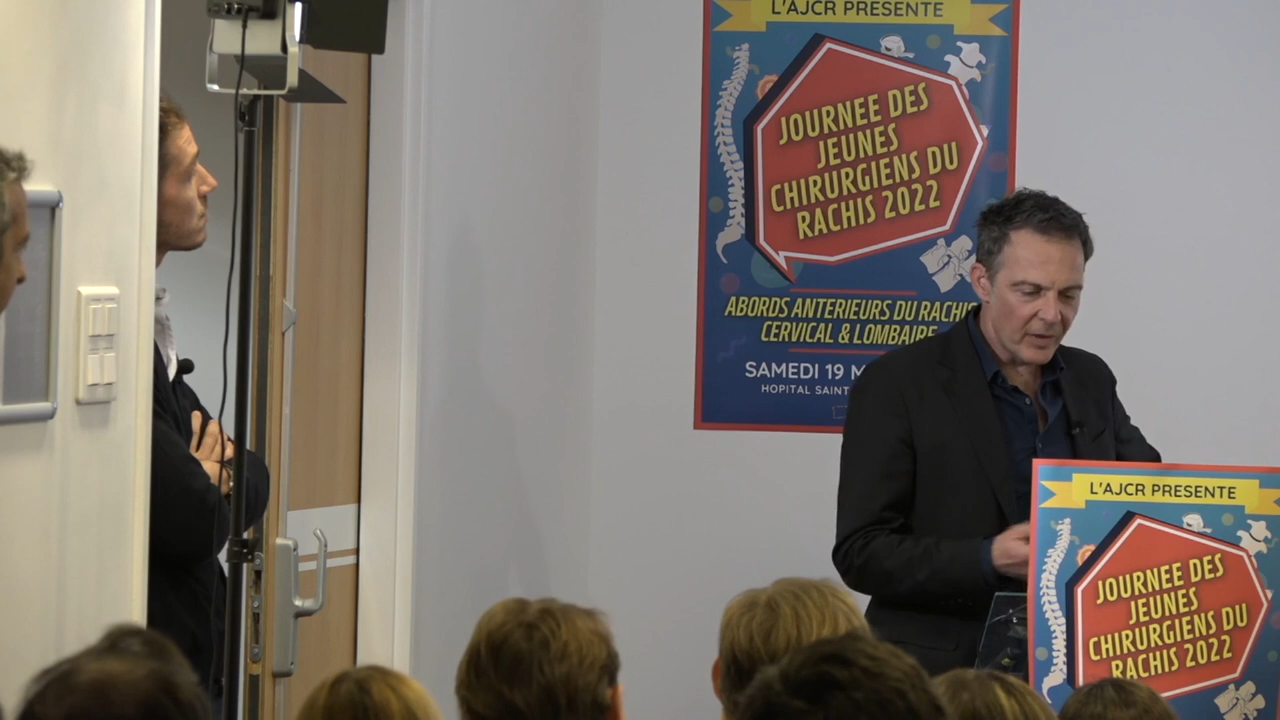 L'AJCR PRESENTE
JOURNEE DES
JEUNES
CHIRURGIENS DU
RACHIS 2022
ABORDS ANTERIEURS DU RACHIS
CERVICAL & LOMBAIRE
SAMEDI 19
HOPITAL SAINT
L'AJCR PRESENTE
JOURNEE DES
JEUNES
CHIRURGIENS DU
RACHIS 2022